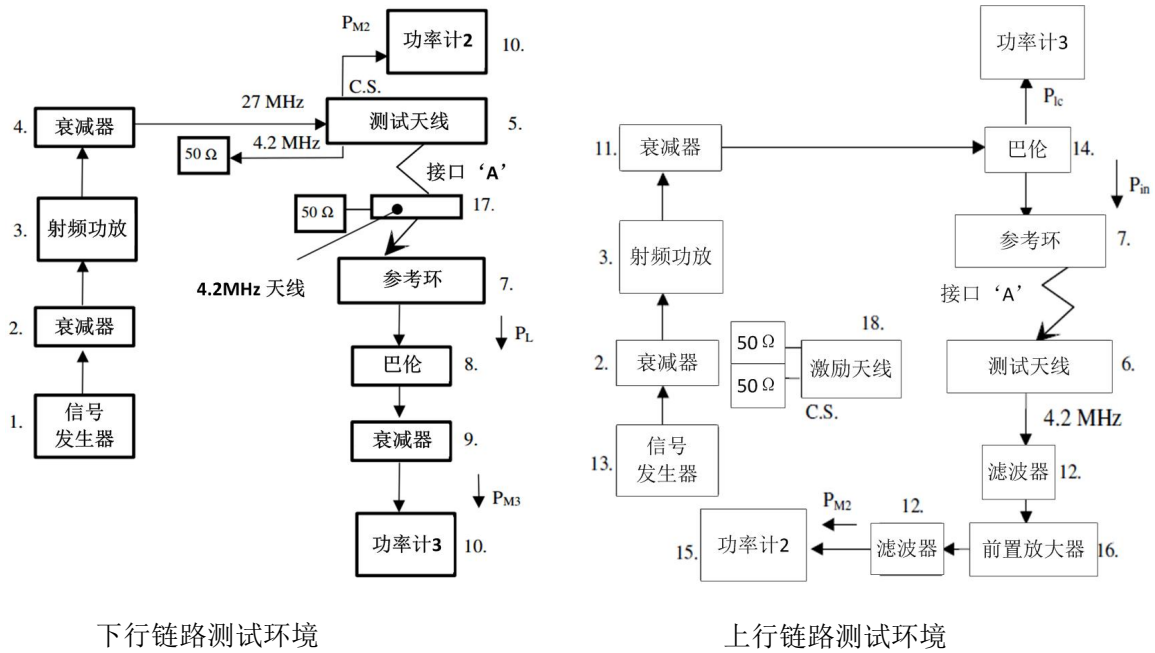 P_M2
功率计2
10.
C.S.
27 MHz
4.
衰减器
测试天线
5.
4.2 MHz
50 Ω
接口‘A’
50 Ω
17.
3.
射频功放
参考环
7.
4.2MHz 天线
2.
衰减器
P_L
巴伦
8.
1.
信号
发生器
衰减器
9.
P_M3
功率计3
10.
下行链路测试环境
功率计3
P_lc
11.
衰减器
巴伦
14.
P_in
3.
射频功放
参考环
7.
接口‘A’
18.
2.
衰减器
50 Ω
50 Ω
激励天线
C.S.
测试天线
6.
4.2 MHz
13.
信号
发生器
滤波器
12.
P_M2
12.
15.
功率计2
滤波器
前置放大器
16.
上行链路测试环境